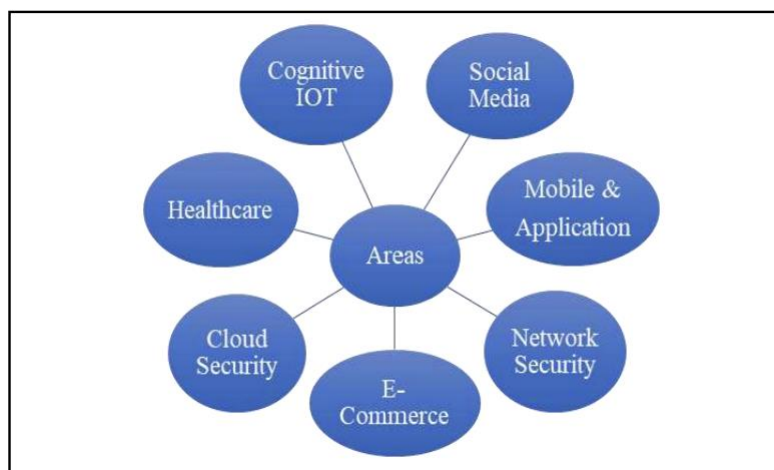 Cognitive
IOT
Social
Media
Healthcare
Mobile &
Application
Areas
Cloud
Security
Network
Security
E-
Commerce